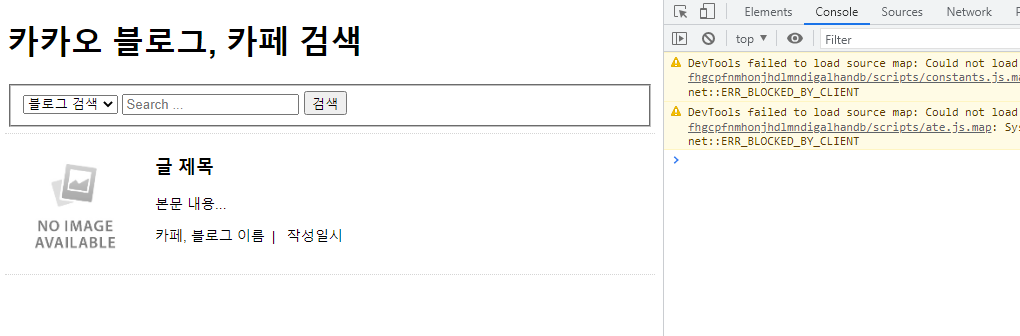 카카오 블로그, 카페 검색
블로그 검색 Search ... 검색
NO IMAGE
AVAILABLE
글 제목
본문 내용...
카페, 블로그 이름 | 작성일시
Elements Console Sources Network
top Filter
DevTools failed to load source map: Could not load
fhgcpfnmhonjhdlmndigalhandb/scripts/constants.js.ma
net::ERR_BLOCKED_BY_CLIENT
DevTools failed to load source map: Could not load
fhgcpfnmhonjhdlmndigalhandb/scripts/ate.js.map: Sys
net::ERR_BLOCKED_BY_CLIENT